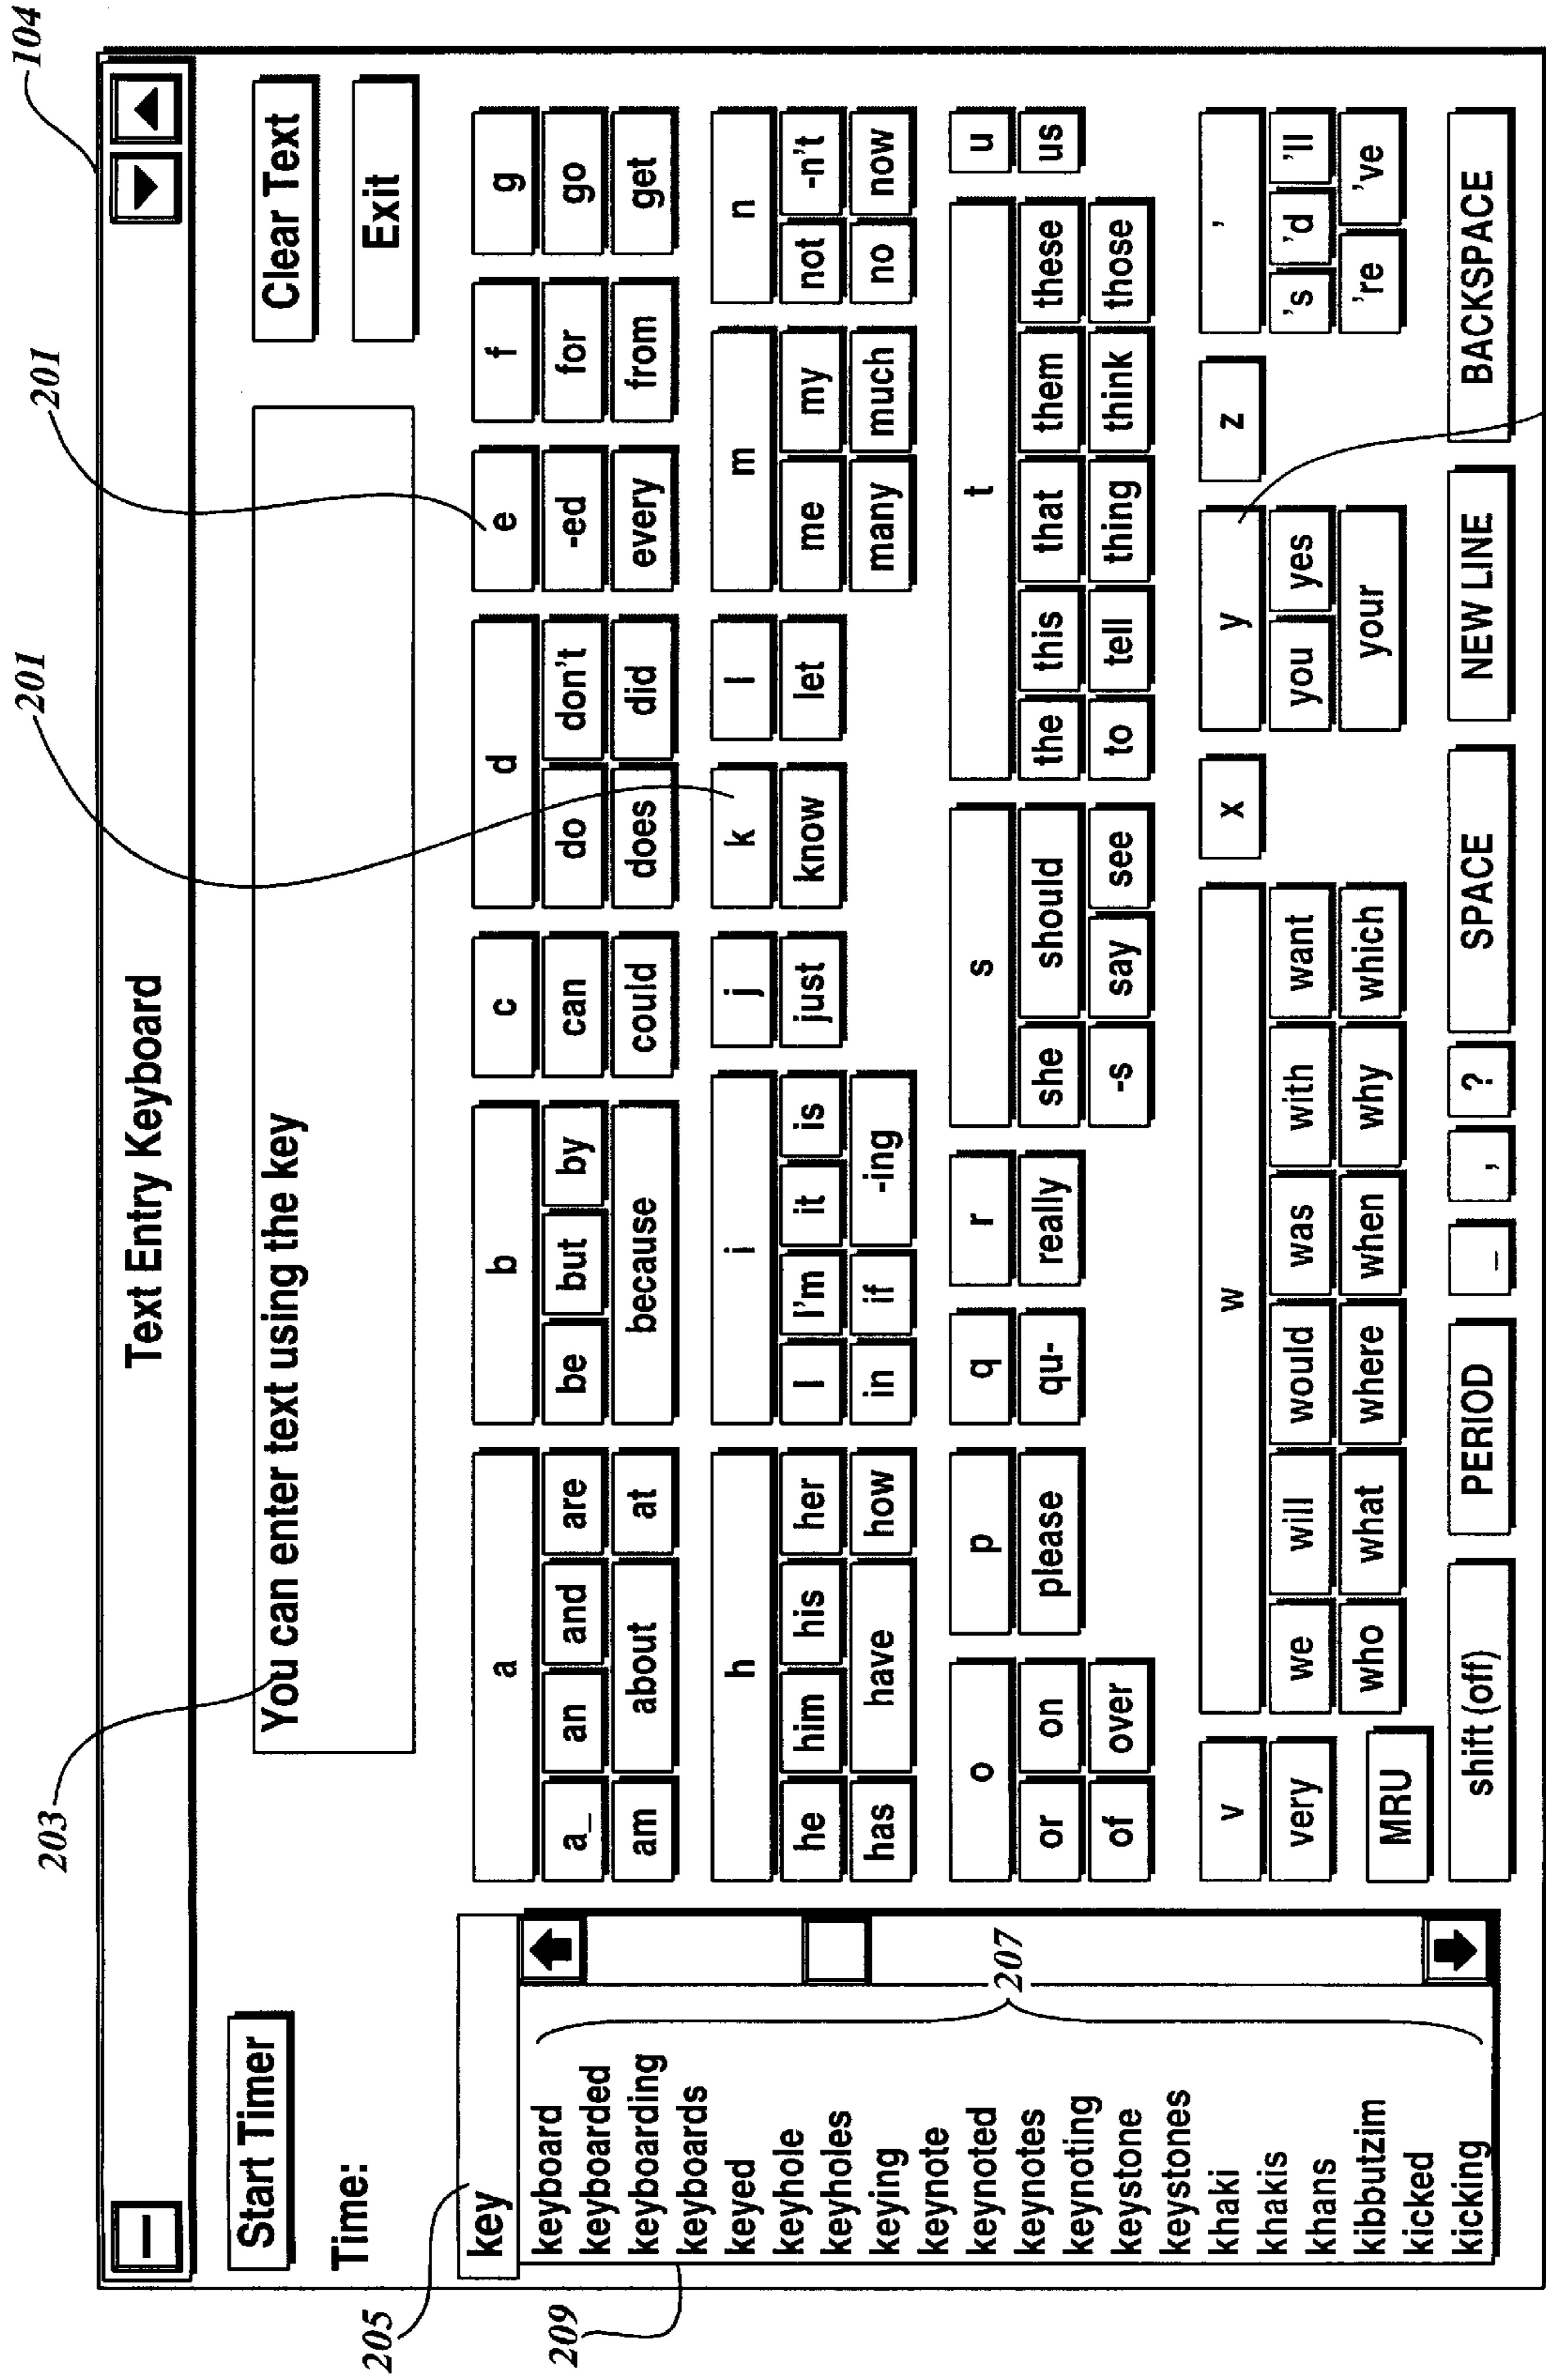 104
Text Entry Keyboard
203
201
201
Start Timer
You can enter text using the key
Clear Text
Time:
Exit
205
key
209
keyboard
keyboarded
keyboarding
keyboards
keyed
keyhole
keyholes
keying
keynote
keynoted
keynotes
keynoting
keystone
keystones
khaki
khakis
khans
kibbutzim
kicked
kicking
207
a b c d e f g
a_ an and are be but by can do don't -ed for go
am about at because could does did every from get
h i j k l m n
he him his her I I'm it is just know let me my not -n't
has have how in if -ing many much no now
o p q r s t u
or on please qu- really she should the this that them these us
of over -s say see to tell thing think those
v w x y z '
very we will would was with want you yes 's 'd 'll
who what where when why which your 're 've
MRU
shift (off) PERIOD _ , ? SPACE NEW LINE BACKSPACE